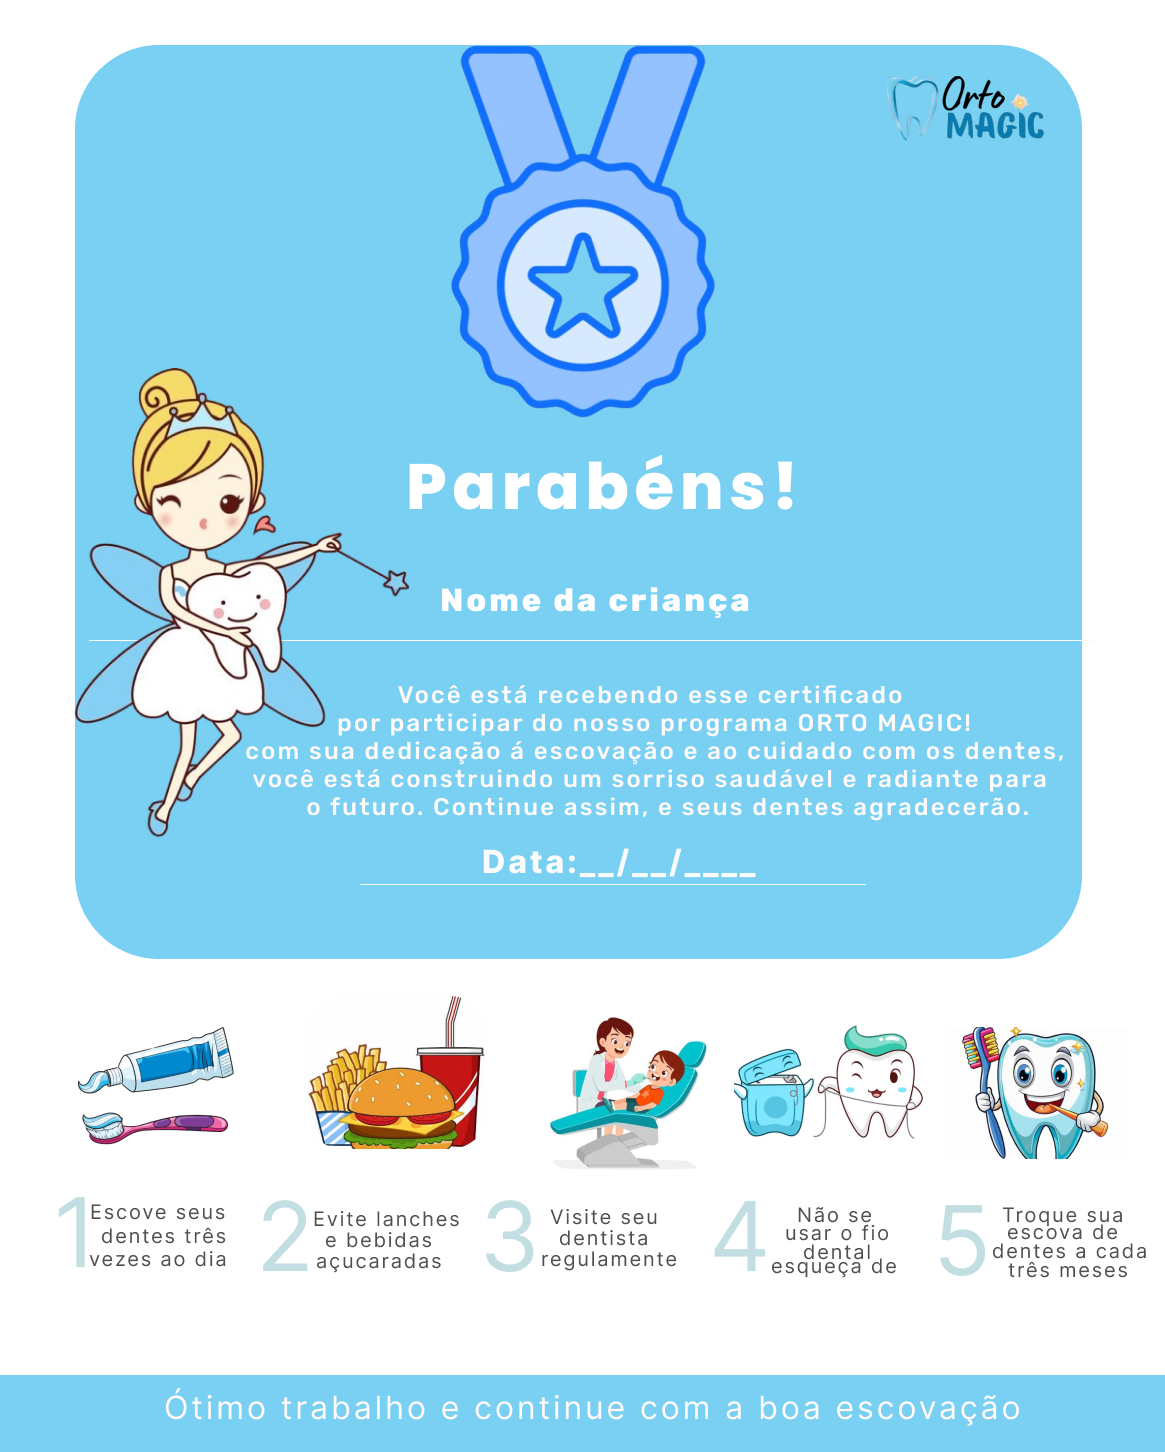 Orto
MAGIC
Parabéns!
Nome da criança
Você está recebendo esse certificado
por participar do nosso programa ORTO MAGIC!
com sua dedicação á escovação e ao cuidado com os dentes,
você está construindo um sorriso saudável e radiante para
o futuro. Continue assim, e seus dentes agradecerão.
Data:__/__/____
1
Escove seus
dentes três
vezes ao dia
2
Evite lanches
e bebidas
açucaradas
3
Visite seu
dentista
regulamente
4
Não se
usar o fio
dental
esqueça de
5
Troque sua
escova de
dentes a cada
três meses
Ótimo trabalho e continue com a boa escovação